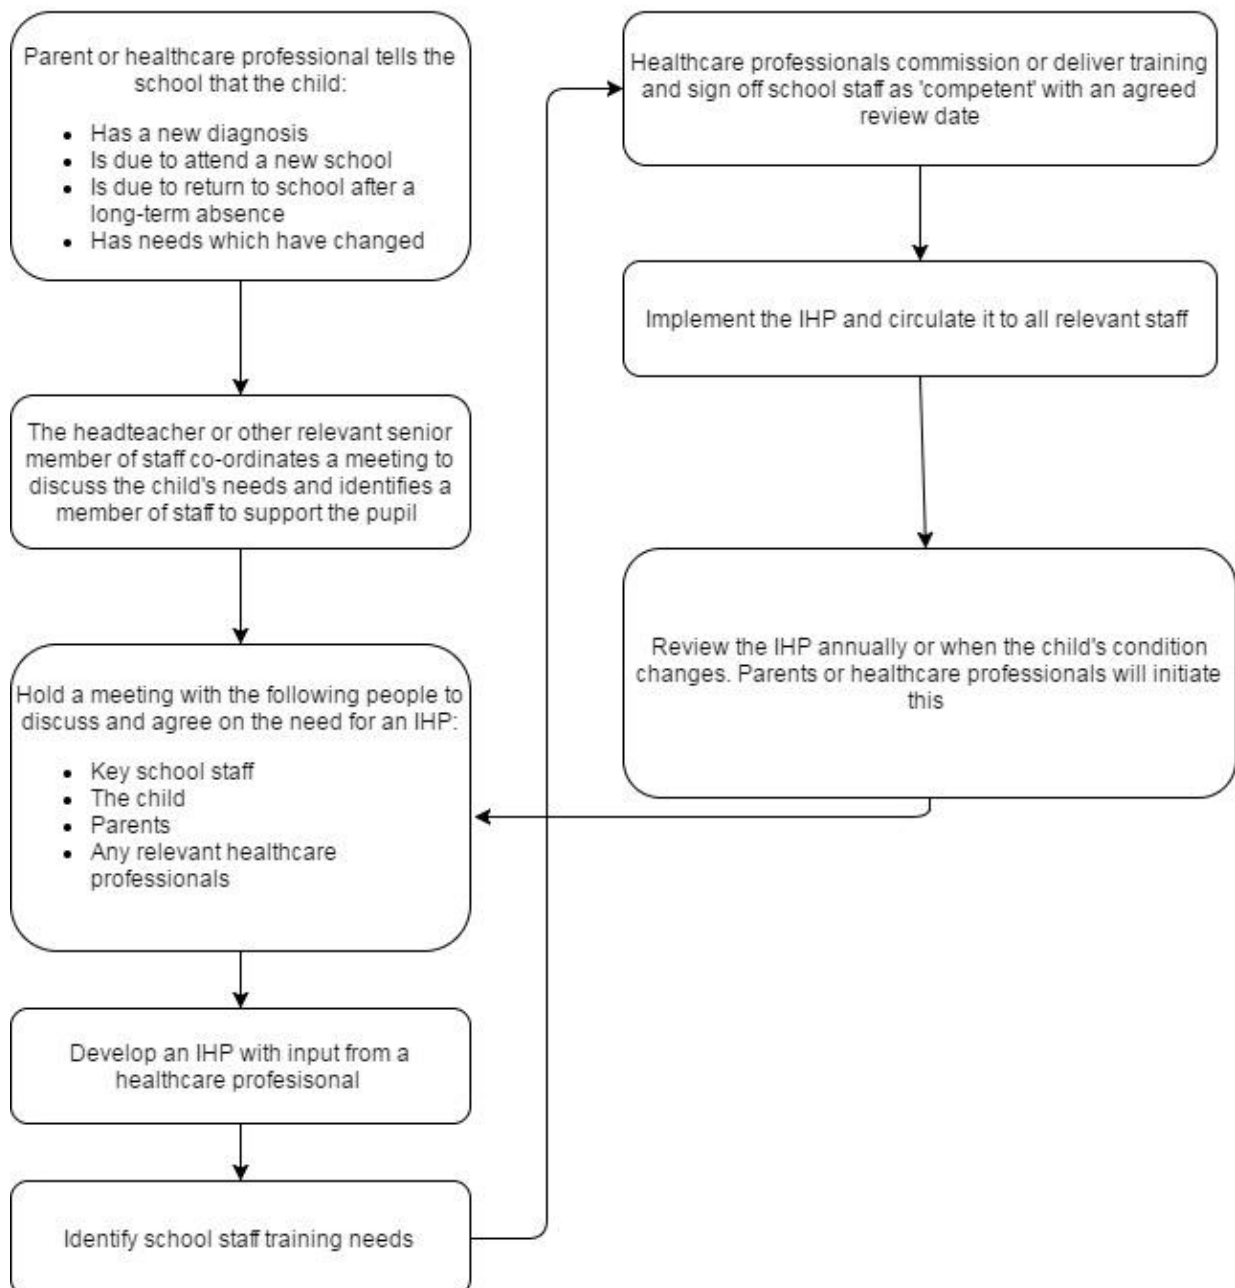 Parent or healthcare professional tells the
school that the child:
• Has a new diagnosis
• Is due to attend a new school
• Is due to return to school after a
long-term absence
• Has needs which have changed
The headteacher or other relevant senior
member of staff co-ordinates a meeting to
discuss the child's needs and identifies a
member of staff to support the pupil
Hold a meeting with the following people to
discuss and agree on the need for an IHP:
• Key school staff
• The child
• Parents
• Any relevant healthcare
professionals
Develop an IHP with input from a
healthcare profesisonal
Identify school staff training needs
Healthcare professionals commission or deliver training
and sign off school staff as 'competent' with an agreed
review date
Implement the IHP and circulate it to all relevant staff
Review the IHP annually or when the child's condition
changes. Parents or healthcare professionals will initiate
this